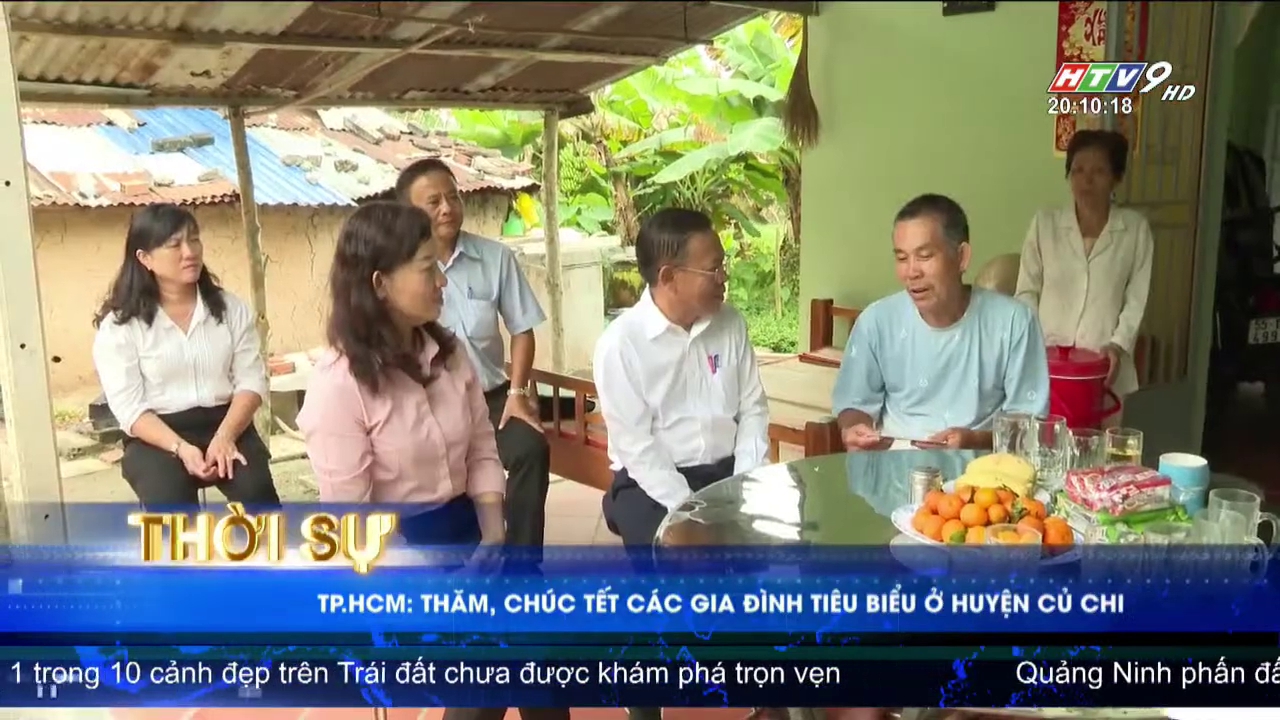 HTV9 HD
20:10:18
THỜI SỰ
TP.HCM: THĂM, CHÚC TẾT CÁC GIA ĐÌNH TIÊU BIỂU Ở HUYỆN CỦ CHI
1 trong 10 cảnh đẹp trên Trái đất chưa được khám phá trọn vẹn
Quảng Ninh phấn đấ